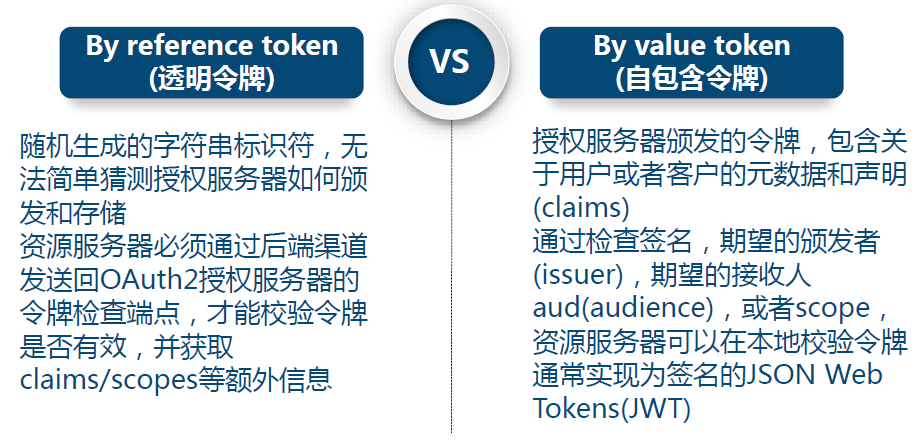 By reference token
(透明令牌)
VS
By value token
(自包含令牌)
随机生成的字符串标识符，无
法简单猜测授权服务器如何颁
发和存储
资源服务器必须通过后端渠道
发送回OAuth2授权服务器的
令牌检查端点，才能校验令牌
是否有效，并获取
claims/scopes等额外信息
授权服务器颁发的令牌，包含关
于用户或者客户的元数据和声明
(claims)
通过检查签名，期望的颁发者
(issuer)，期望的接收人
aud(audience)，或者scope，
资源服务器可以在本地校验令牌
通常实现为签名的JSON Web
Tokens(JWT)